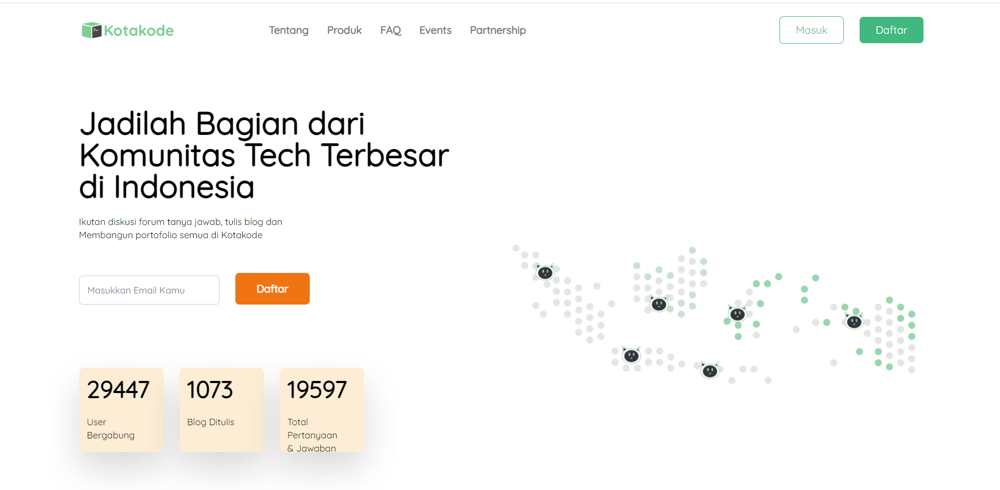 Kotakode
Tentang
Produk
FAQ
Events
Partnership
Masuk
Daftar
Jadilah Bagian dari
Komunitas Tech Terbesar
di Indonesia
Ikutan diskusi forum tanya jawab, tulis blog dan
Membangun portofolio semua di Kotakode
Masukkan Email Kamu
Daftar
29447
User
Bergabung
1073
Blog Ditulis
19597
Total
Pertanyaan
& Jawaban